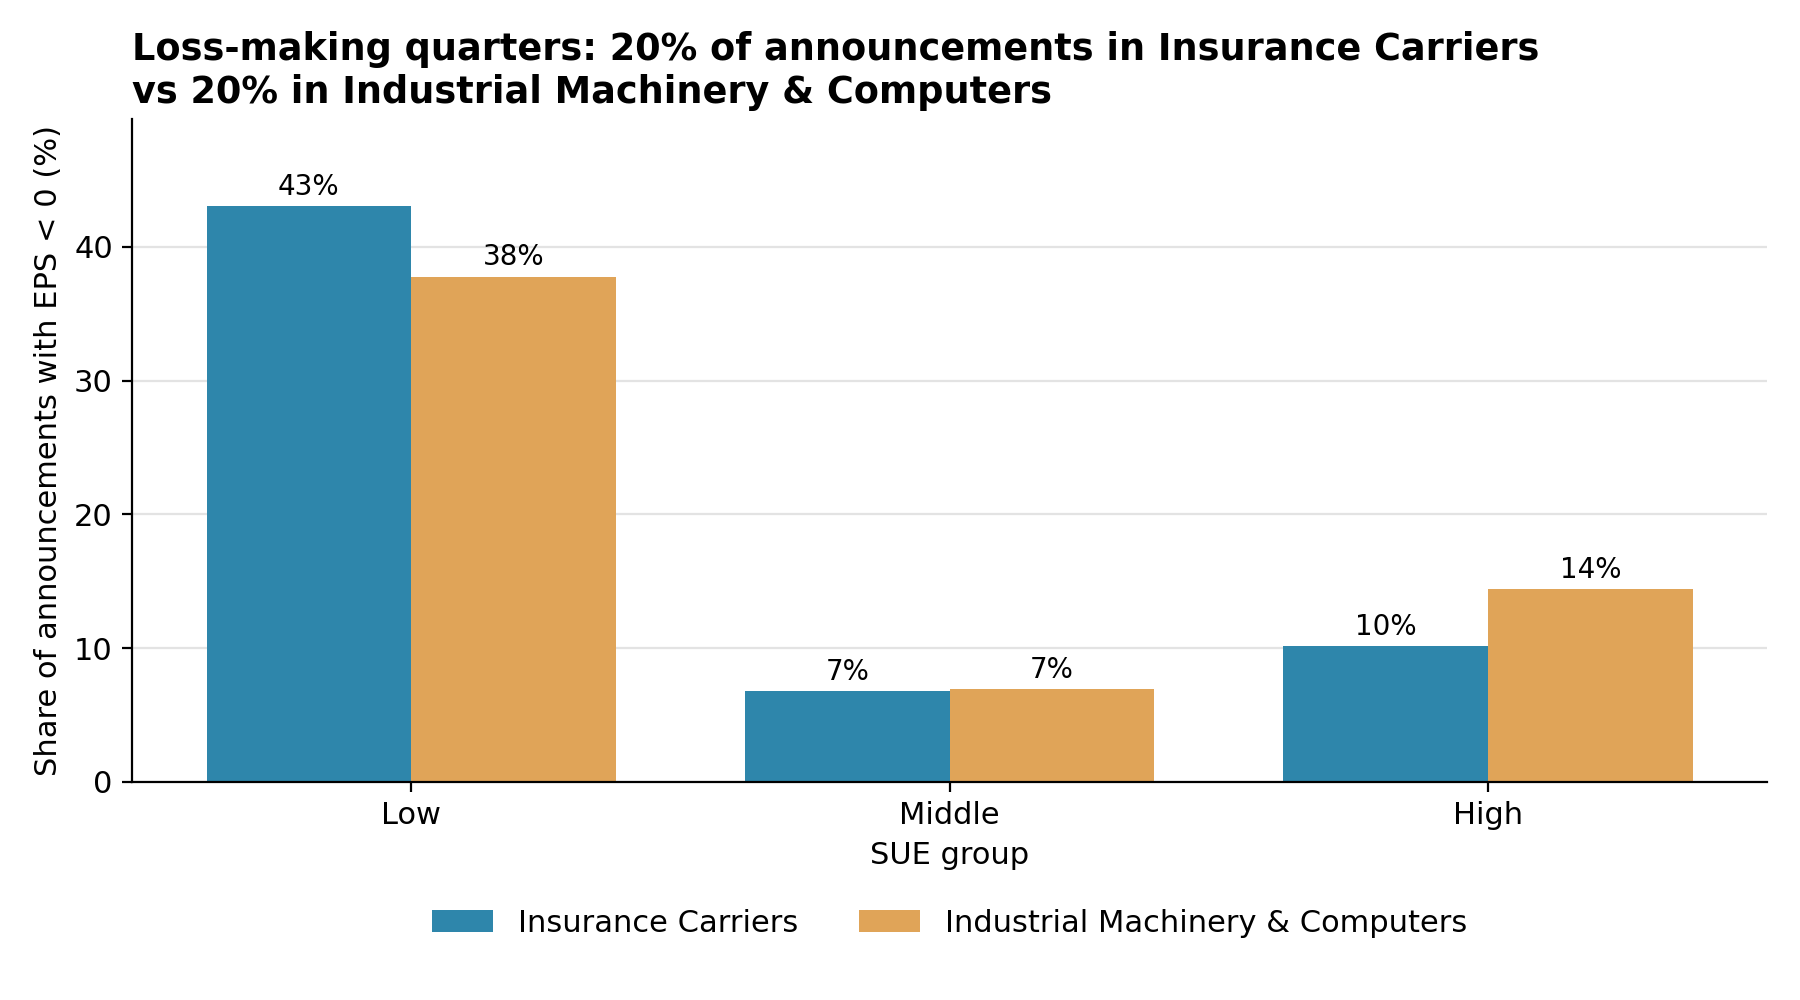 Loss-making quarters: 20% of announcements in Insurance Carriers
vs 20% in Industrial Machinery & Computers
Share of announcements with EPS < 0 (%)
40
30
20
10
0
43%
38%
7%
7%
10%
14%
Low
Middle
High
SUE group
Insurance Carriers
Industrial Machinery & Computers